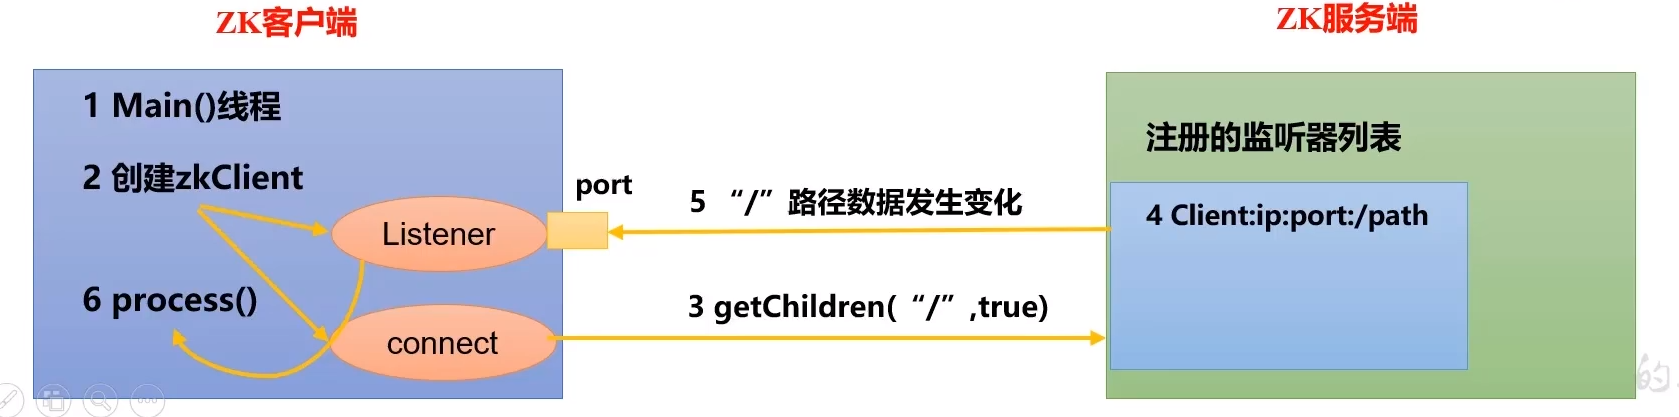 ZK客户端
ZK服务端
1 Main()线程
2 创建zkClient
Listener
port
6 process()
connect
5 “/”路径数据发生变化
3 getChildren(“/”,true)
注册的监听器列表
4 Client:ip:port:/path
的